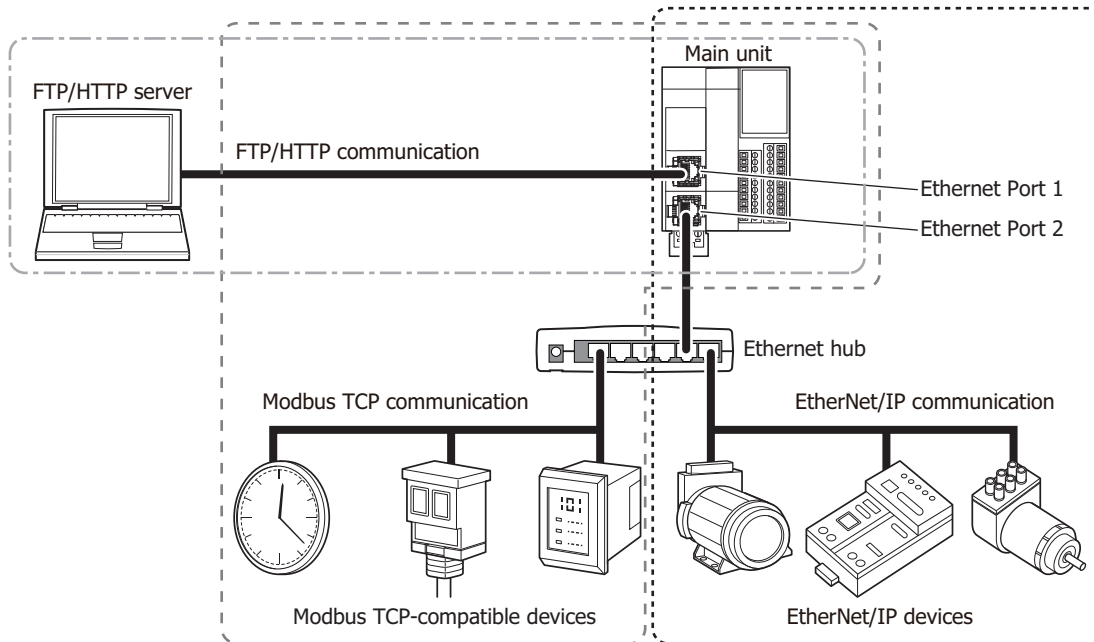 Main unit
FTP/HTTP server
FTP/HTTP communication
Ethernet Port 1
Ethernet Port 2
Ethernet hub
Modbus TCP communication
EtherNet/IP communication
101
Modbus TCP-compatible devices
EtherNet/IP devices